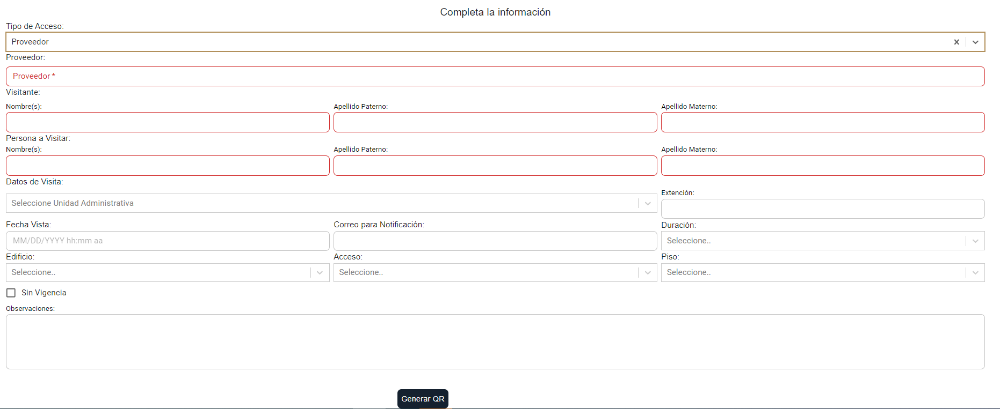 Completa la información
Tipo de Acceso:
Proveedor
Proveedor:
Proveedor *
Visitante:
Nombre(s): Apellido Paterno: Apellido Materno:
Persona a Visitar:
Nombre(s): Apellido Paterno: Apellido Materno:
Datos de Visita:
Extención:
Seleccione Unidad Administrativa
Fecha Vista: Correo para Notificación: Duración:
MM/DD/YYYY hh:mm aa Seleccione..
Edificio: Acceso: Piso:
Seleccione.. Seleccione.. Seleccione..
Sin Vigencia
Observaciones:
Generar QR